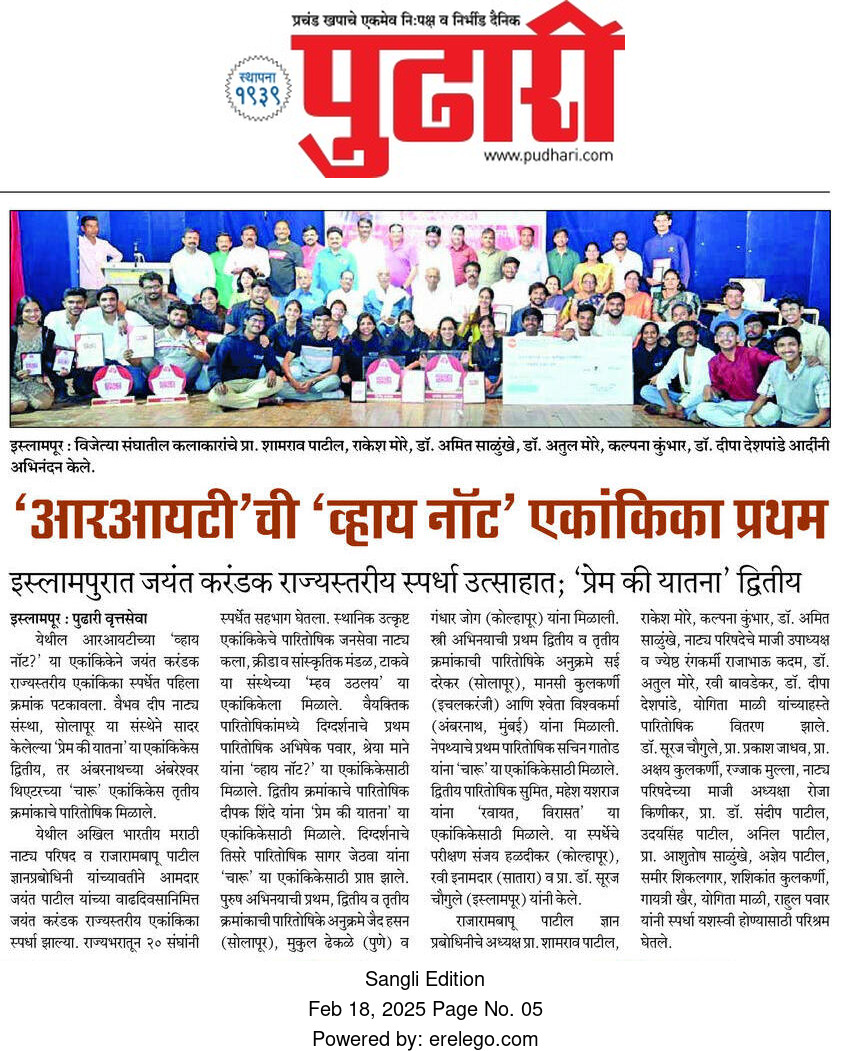 प्रचंड खपाचे एकमेव नि:पक्ष व निर्भीड दैनिक
स्थापना
१९३९
पुढारी
www.pudhari.com
इस्लामपूर : विजेत्या संघातील कलाकारांचे प्रा. शामराव पाटील, राकेश मोरे, डॉ. अमित साळुंखे, डॉ. अतुल मोरे, कल्पना कुंभार, डॉ. दीपा देशपांडे आदींनी
अभिनंदन केले.
‘आरआयटी’ची ‘व्हाय नॉट’ एकांकिका प्रथम
इस्लामपुरात जयंत करंडक राज्यस्तरीय स्पर्धा उत्साहात; ‘प्रेम की यातना’ द्वितीय
इस्लामपूर : पुढारी वृत्तसेवा
येथील आरआयटीच्या ‘व्हाय
नॉट?’ या एकांकिकेने जयंत करंडक
राज्यस्तरीय एकांकिका स्पर्धेत पहिला
क्रमांक पटकावला. वैभव दीप नाट्य
संस्था, सोलापूर या संस्थेने सादर
केलेल्या ‘प्रेम की यातना’ या एकांकिकेस
द्वितीय, तर अंबरनाथच्या अंबरेश्वर
थिएटरच्या ‘चारू’ एकांकिकेस तृतीय
क्रमांकाचे पारितोषिक मिळाले.
येथील अखिल भारतीय मराठी
नाट्य परिषद व राजारामबापू पाटील
ज्ञानप्रबोधिनी यांच्यावतीने आमदार
जयंत पाटील यांच्या वाढदिवसानिमित्त
जयंत करंडक राज्यस्तरीय एकांकिका
स्पर्धा झाल्या. राज्यभरातून २० संघांनी
स्पर्धेत सहभाग घेतला. स्थानिक उत्कृष्ट
एकांकिकेचे पारितोषिक जनसेवा नाट्य
कला, क्रीडा व सांस्कृतिक मंडळ, टाकवे
या संस्थेच्या ‘म्हव उठलय’ या
एकांकिकेला मिळाले. वैयक्तिक
पारितोषिकांमध्ये दिग्दर्शनाचे प्रथम
पारितोषिक अभिषेक पवार, श्रेया माने
यांना ‘व्हाय नॉट?’ या एकांकिकेसाठी
मिळाले. द्वितीय क्रमांकाचे पारितोषिक
दीपक शिंदे यांना ‘प्रेम की यातना’ या
एकांकिकेसाठी मिळाले. दिग्दर्शनाचे
तिसरे पारितोषिक सागर जेठवा यांना
‘चारू’ या एकांकिकेसाठी प्राप्त झाले.
पुरुष अभिनयाची प्रथम, द्वितीय व तृतीय
क्रमांकाची पारितोषिके अनुक्रमे जैद हसन
(सोलापूर), मुकुल ढेकळे (पुणे) व
गंधार जोग (कोल्हापूर) यांना मिळाली.
स्त्री अभिनयाची प्रथम द्वितीय व तृतीय
क्रमांकाची पारितोषिके अनुक्रमे सई
दरेकर (सोलापूर), मानसी कुलकर्णी
(इचलकरंजी) आणि श्वेता विश्वकर्मा
(अंबरनाथ, मुंबई) यांना मिळाली.
नेपथ्याचे प्रथम पारितोषिक सचिन गातोड
यांना ‘चारू’ या एकांकिकेसाठी मिळाले.
द्वितीय पारितोषिक सुमित, महेश यशराज
यांना ‘रवायत, विरासत’ या
एकांकिकेसाठी मिळाले. या स्पर्धेचे
परीक्षण संजय हळदीकर (कोल्हापूर),
रवी इनामदार (सातारा) व प्रा. डॉ. सूरज
चौगुले (इस्लामपूर) यांनी केले.
राजारामबापू पाटील ज्ञान
प्रबोधिनीचे अध्यक्ष प्रा. शामराव पाटील,
राकेश मोरे, कल्पना कुंभार, डॉ. अमित
साळुंखे, नाट्य परिषदेचे माजी उपाध्यक्ष
व ज्येष्ठ रंगकर्मी राजाभाऊ कदम, डॉ.
अतुल मोरे, रवी बावडेकर, डॉ. दीपा
देशपांडे, योगिता माळी यांच्याहस्ते
पारितोषिक वितरण झाले.
डॉ. सूरज चौगुले, प्रा. प्रकाश जाधव, प्रा.
अक्षय कुलकर्णी, रज्जाक मुल्ला, नाट्य
परिषदेच्या माजी अध्यक्षा रोजा
किणीकर, प्रा. डॉ. संदीप पाटील,
उदयसिंह पाटील, अनिल पाटील,
प्रा. आशुतोष साळुंखे, अज्ञेय पाटील,
समीर शिकलगार, शशिकांत कुलकर्णी,
गायत्री खैर, योगिता माळी, राहुल पवार
यांनी स्पर्धा यशस्वी होण्यासाठी परिश्रम
घेतले.
Sangli Edition
Feb 18, 2025 Page No. 05
Powered by: erelego.com